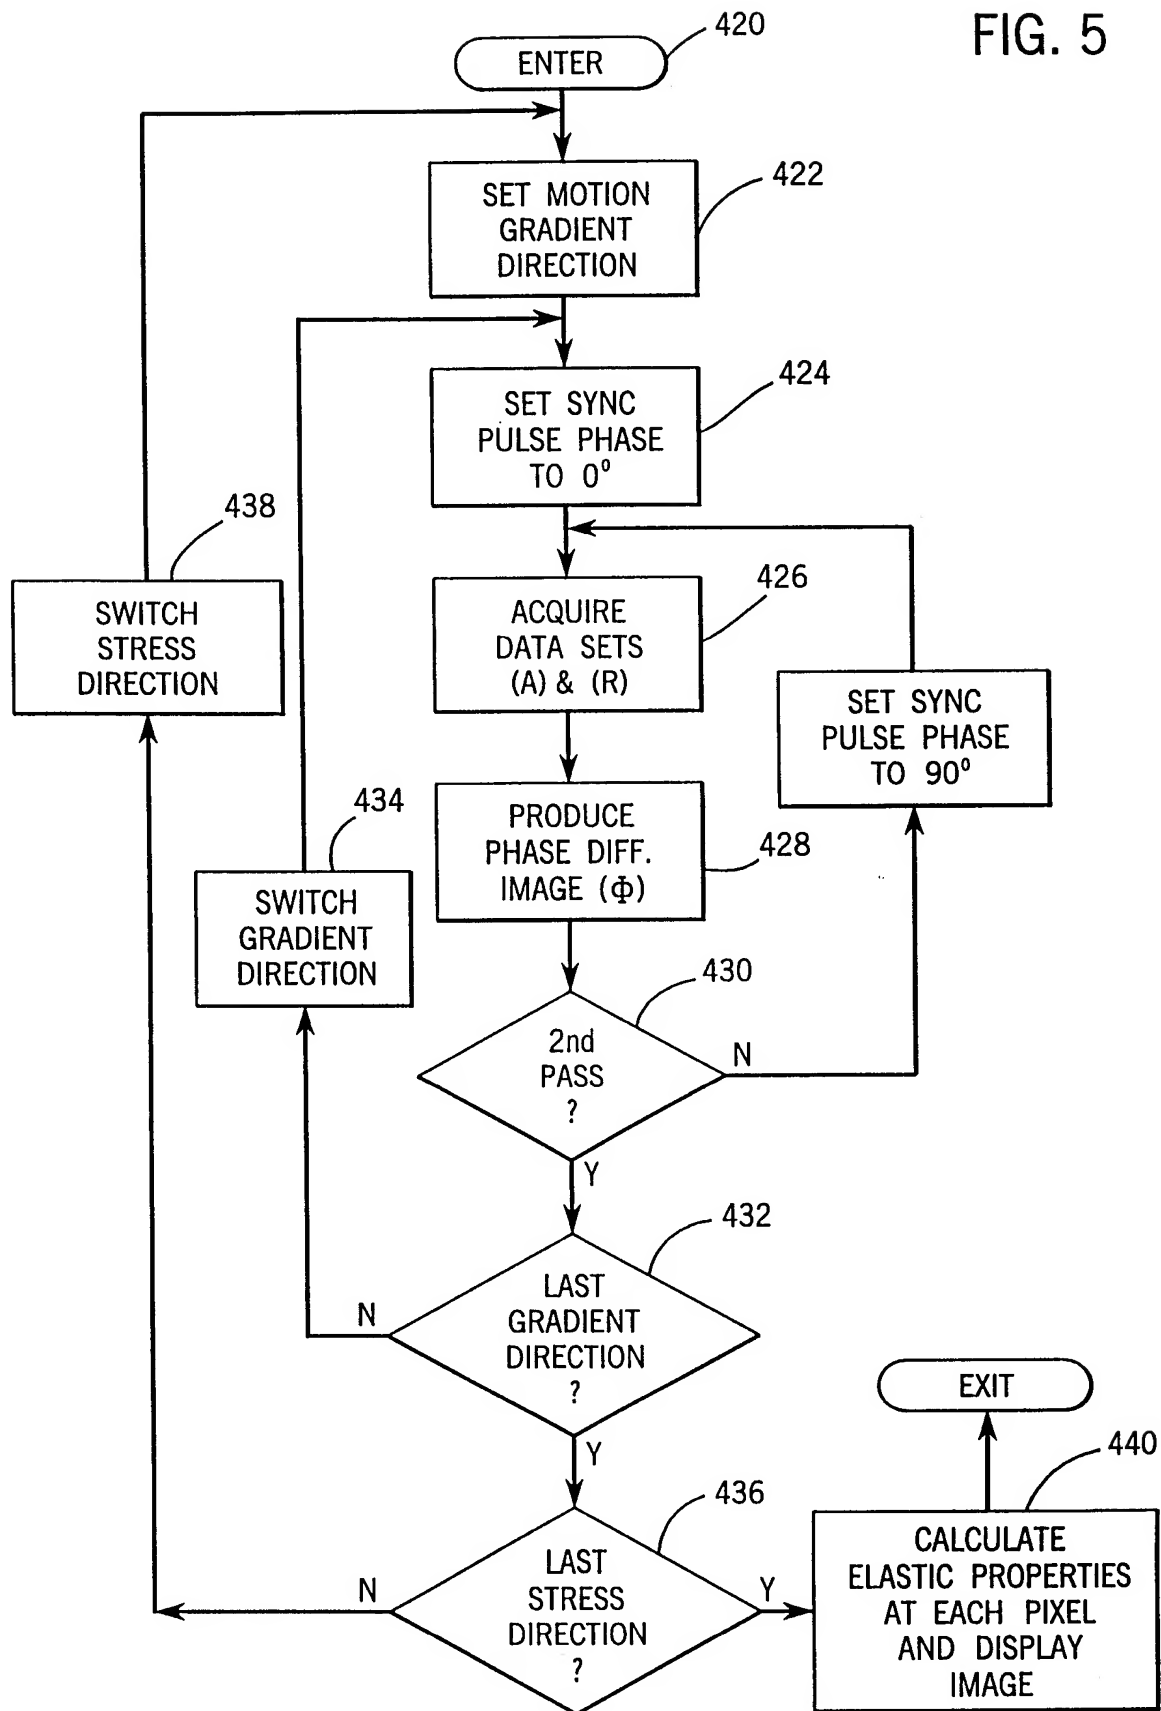 FIG. 5
420
ENTER
422
SET MOTION
GRADIENT
DIRECTION
424
SET SYNC
PULSE PHASE
TO 0°
438
SWITCH
STRESS
DIRECTION
426
ACQUIRE
DATA SETS
(A) & (R)
SET SYNC
PULSE PHASE
TO 90°
434
SWITCH
GRADIENT
DIRECTION
428
PRODUCE
PHASE DIFF.
IMAGE (Φ)
430
2nd
PASS
?
N
Y
432
LAST
GRADIENT
DIRECTION
?
N
Y
EXIT
436
LAST
STRESS
DIRECTION
?
N
Y
440
CALCULATE
ELASTIC PROPERTIES
AT EACH PIXEL
AND DISPLAY
IMAGE